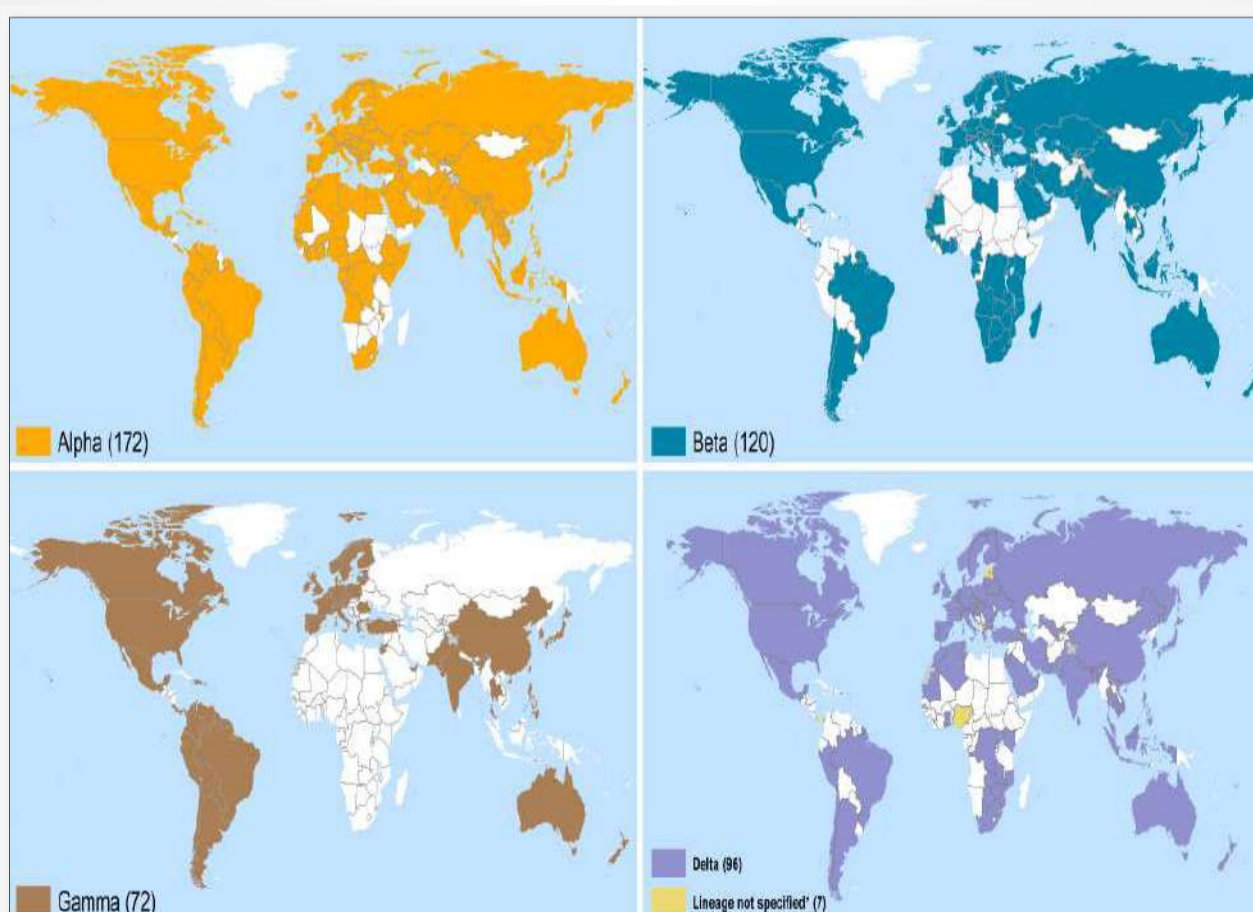 Alpha (172)
Beta (120)
Gamma (72)
Delta (96)
Lineage not specified* (7)